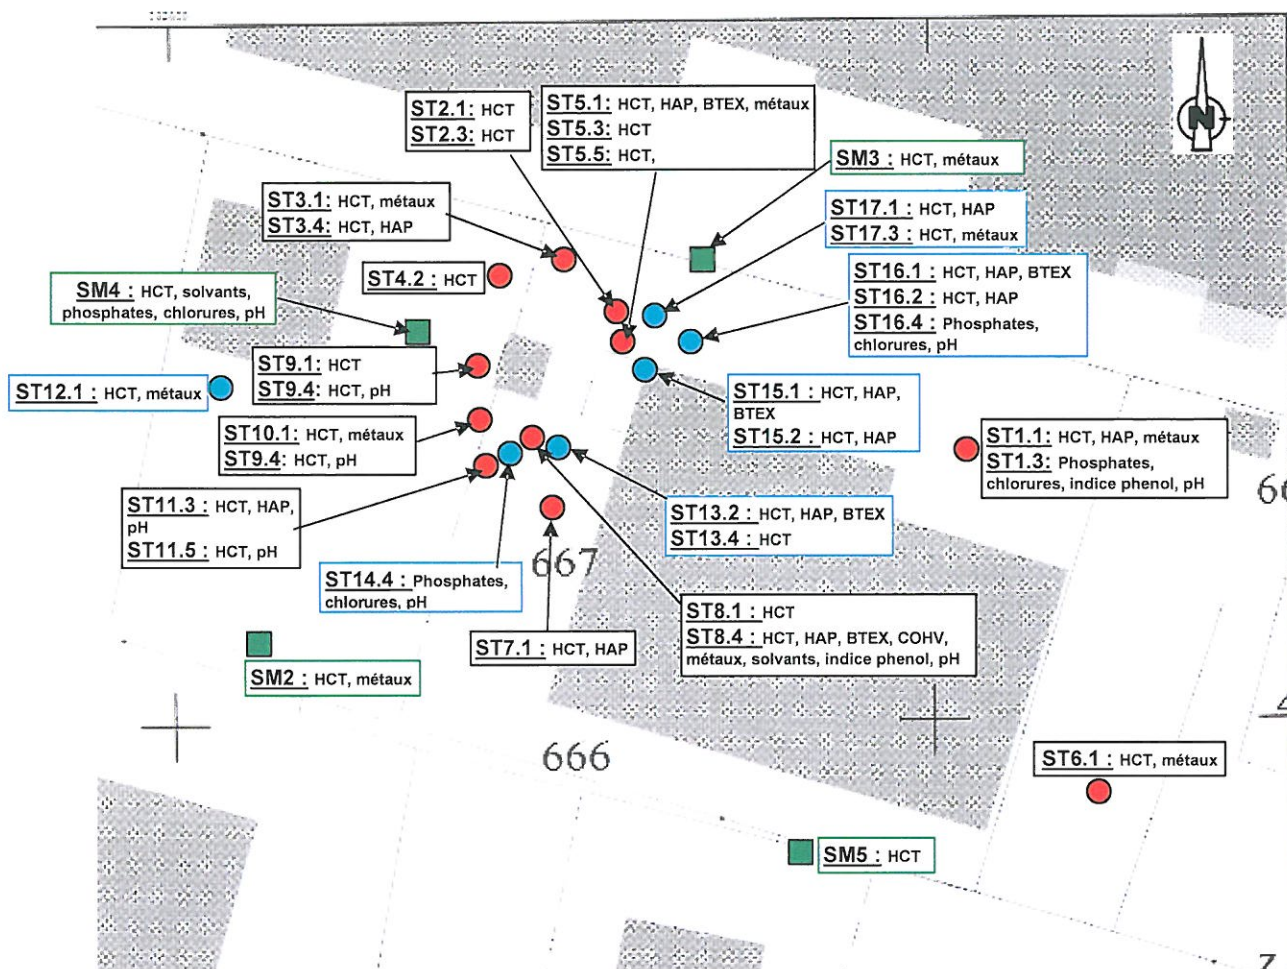 N
ST2.1: HCT
ST2.3: HCT
ST5.1: HCT, HAP, BTEX, métaux
ST5.3: HCT
ST5.5: HCT,
SM3 : HCT, métaux
ST3.1: HCT, métaux
ST3.4: HCT, HAP
ST17.1 : HCT, HAP
ST17.3 : HCT, métaux
ST4.2 : HCT
SM4 : HCT, solvants,
phosphates, chlorures, pH
ST16.1 : HCT, HAP, BTEX
ST16.2 : HCT, HAP
ST16.4 : Phosphates,
chlorures, pH
ST9.1 : HCT
ST9.4 : HCT, pH
ST12.1 : HCT, métaux
ST15.1 : HCT, HAP,
BTEX
ST15.2 : HCT, HAP
ST10.1 : HCT, métaux
ST9.4: HCT, pH
ST1.1: HCT, HAP, métaux
ST1.3: Phosphates,
chlorures, indice phenol, pH
ST11.3 : HCT, HAP,
pH
ST11.5 : HCT, pH
ST13.2 : HCT, HAP, BTEX
ST13.4 : HCT
667
ST14.4 : Phosphates,
chlorures, pH
ST8.1 : HCT
ST8.4 : HCT, HAP, BTEX, COHV,
métaux, solvants, indice phenol, pH
ST7.1 : HCT, HAP
SM2 : HCT, métaux
666
ST6.1 : HCT, métaux
SM5 : HCT